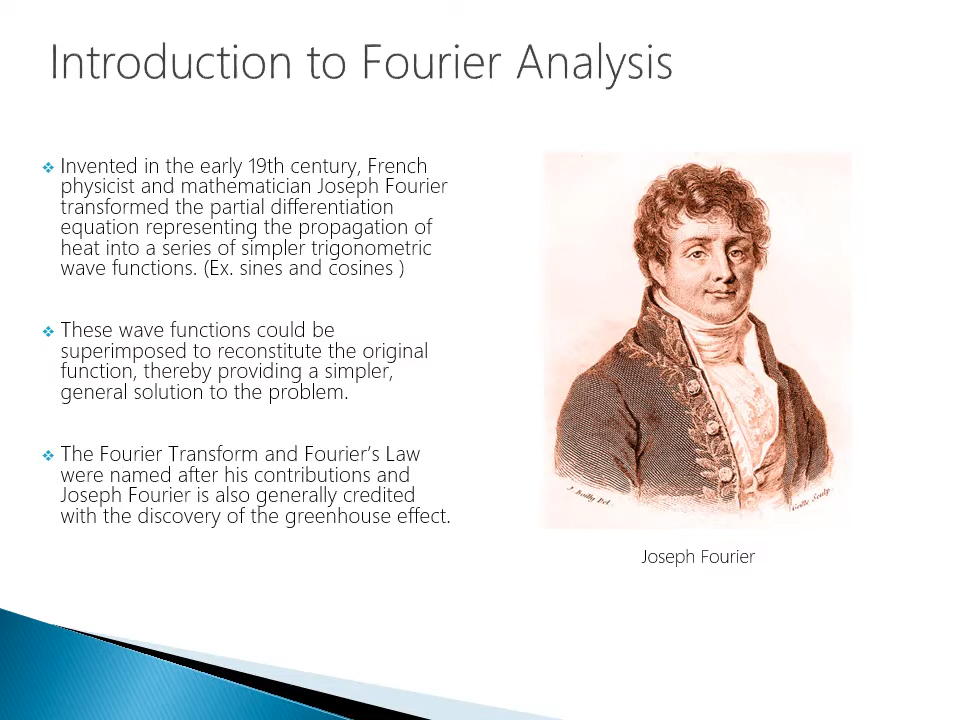 Introduction to Fourier Analysis
Invented in the early 19th century, French
physicist and mathematician Joseph Fourier
transformed the partial differentiation
equation representing the propagation of
heat into a series of simpler trigonometric
wave functions. (Ex. sines and cosines )
These wave functions could be
superimposed to reconstitute the original
function, thereby providing a simpler,
general solution to the problem.
The Fourier Transform and Fourier’s Law
were named after his contributions and
Joseph Fourier is also generally credited
with the discovery of the greenhouse effect.
J. Boilly Del.
Geille Sculp.
Joseph Fourier